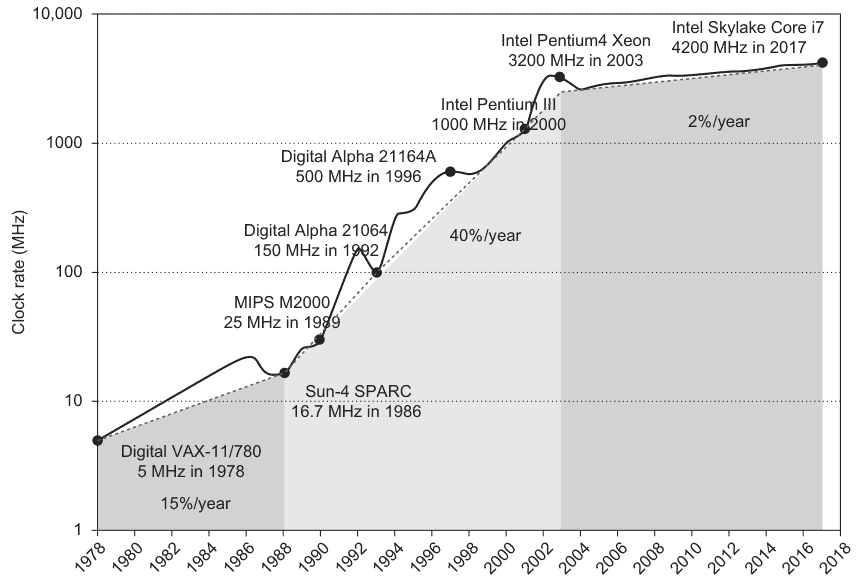 10,000
1000
100
10
1
Clock rate (MHz)
Intel Skylake Core i7
4200 MHz in 2017
Intel Pentium4 Xeon
3200 MHz in 2003
Intel Pentium III
1000 MHz in 2000
2%/year
Digital Alpha 21164A
500 MHz in 1996
Digital Alpha 21064
150 MHz in 1992
40%/year
MIPS M2000
25 MHz in 1989
Sun-4 SPARC
16.7 MHz in 1986
Digital VAX-11/780
5 MHz in 1978
15%/year
1978
1980
1982
1984
1986
1988
1990
1992
1994
1996
1998
2000
2002
2004
2006
2008
2010
2012
2014
2016
2018